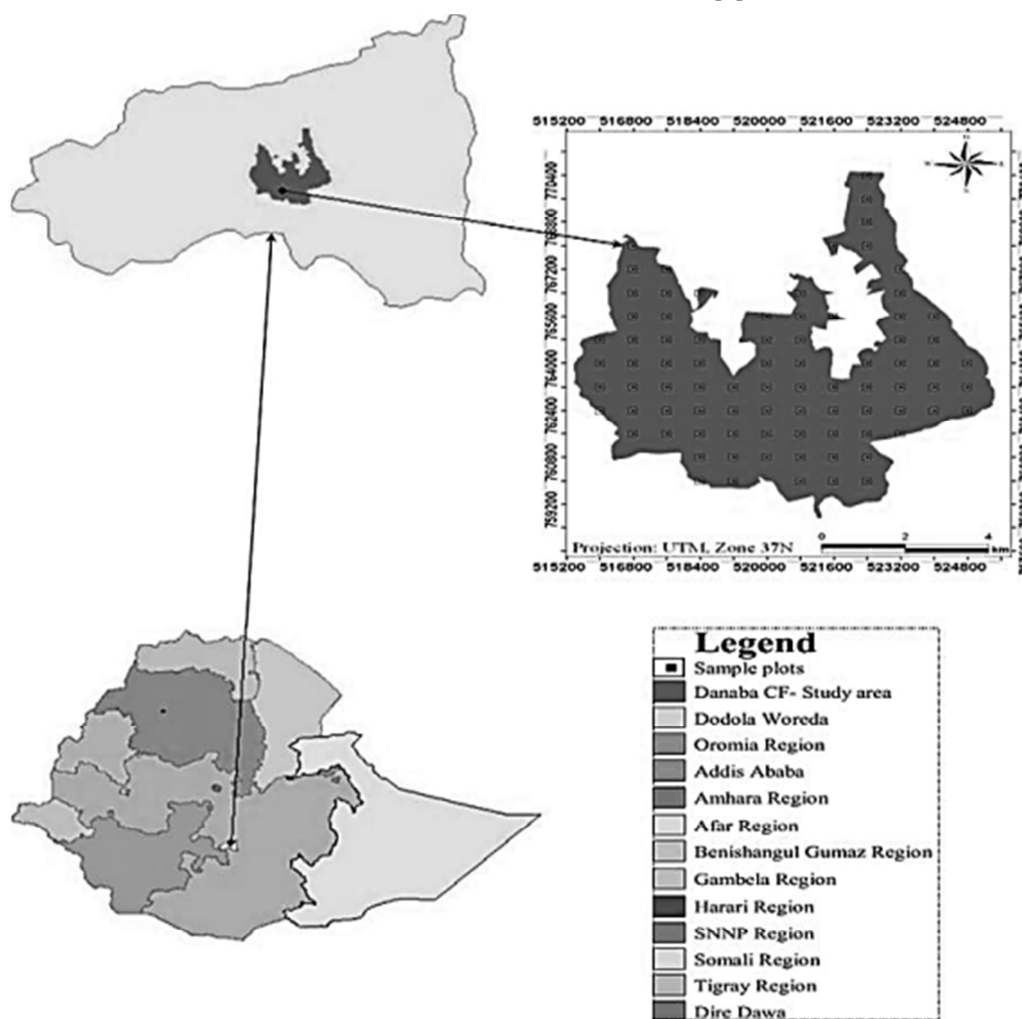 515200 516800 518400 520000 521600 523200 524800
770400
768800
767200
765600
764000
762400
760800
759200
N
W
E
S
Projection: UTM, Zone 37N
0 2 4
km
515200 516800 518400 520000 521600 523200 524800
Legend
Sample plots
Danaba CF- Study area
Dodola Woreda
Oromia Region
Addis Ababa
Amhara Region
Afar Region
Benishangul Gumaz Region
Gambela Region
Harari Region
SNNP Region
Somali Region
Tigray Region
Dire Dawa